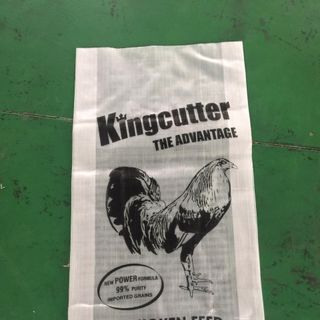 Kingcutter
THE ADVANTAGE
NEW POWER FORMULA
99% PURITY
IMPORTED GRAINS